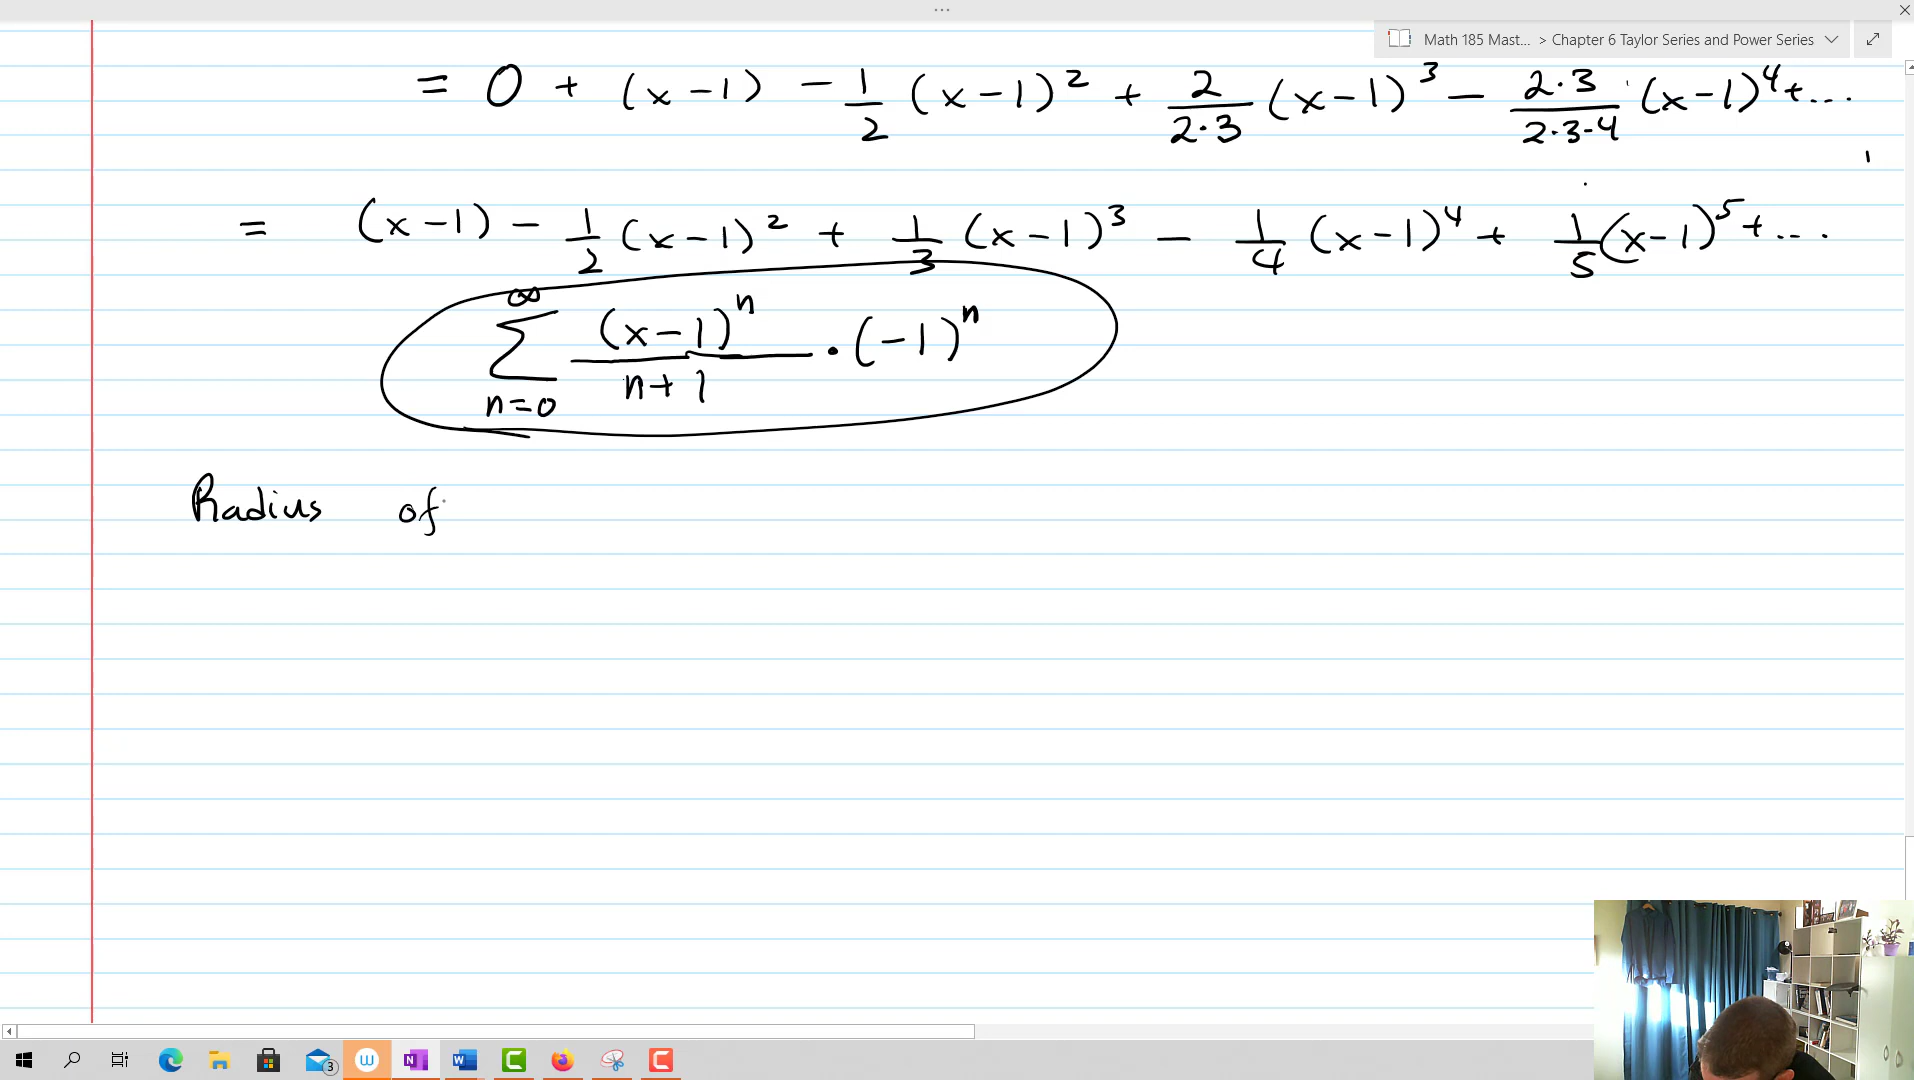 Math 185 Mast... > Chapter 6 Taylor Series and Power Series
= 0 + (x-1) - 1/2 (x-1)² + 2/(2·3) (x-1)³ - (2·3)/(2·3·4) (x-1)⁴ + ...
= (x-1) - 1/2 (x-1)² + 1/3 (x-1)³ - 1/4 (x-1)⁴ + 1/5 (x-1)⁵ + ...
∑_{n=0}^{∞} (x-1)ⁿ/(n+1) · (-1)ⁿ
Radius of
3